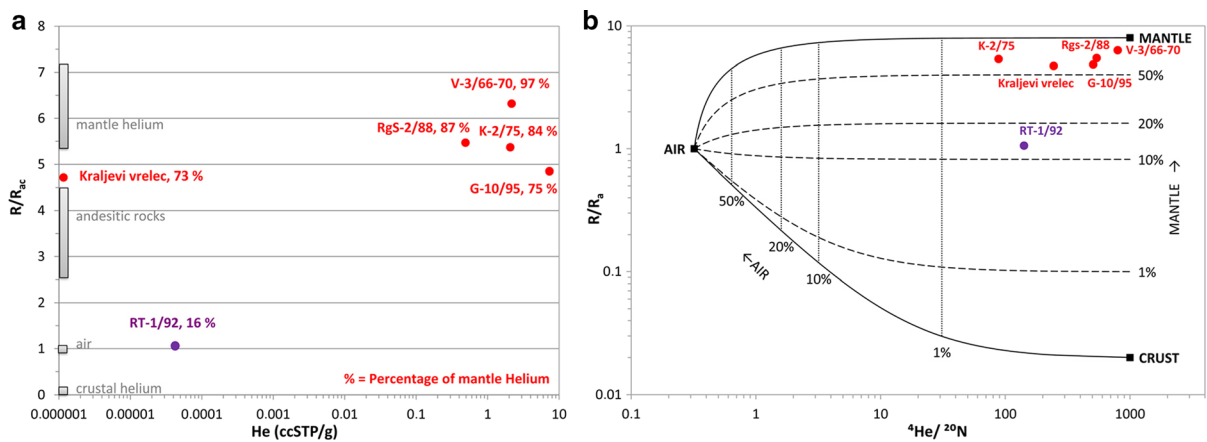 a
8
7
6
5
4
3
2
1
0
R/Rac
V-3/66-70, 97 %
RgS-2/88, 87 %
K-2/75, 84 %
mantle helium
Kraljevi vrelec, 73 %
G-10/95, 75 %
andesitic rocks
RT-1/92, 16 %
air
crustal helium
% = Percentage of mantle Helium
0.000001
0.00001
0.0001
0.001
0.01
0.1
1
10
He (ccSTP/g)
b
10
1
0.1
0.01
R/Ra
MANTLE
K-2/75
Rgs-2/88
V-3/66-70
50%
Kraljevi vrelec
G-10/95
20%
RT-1/92
AIR
10%
MANTLE →
50%
20%
←AIR
10%
1%
1%
CRUST
0.1
1
10
100
1000
⁴He/ ²⁰N